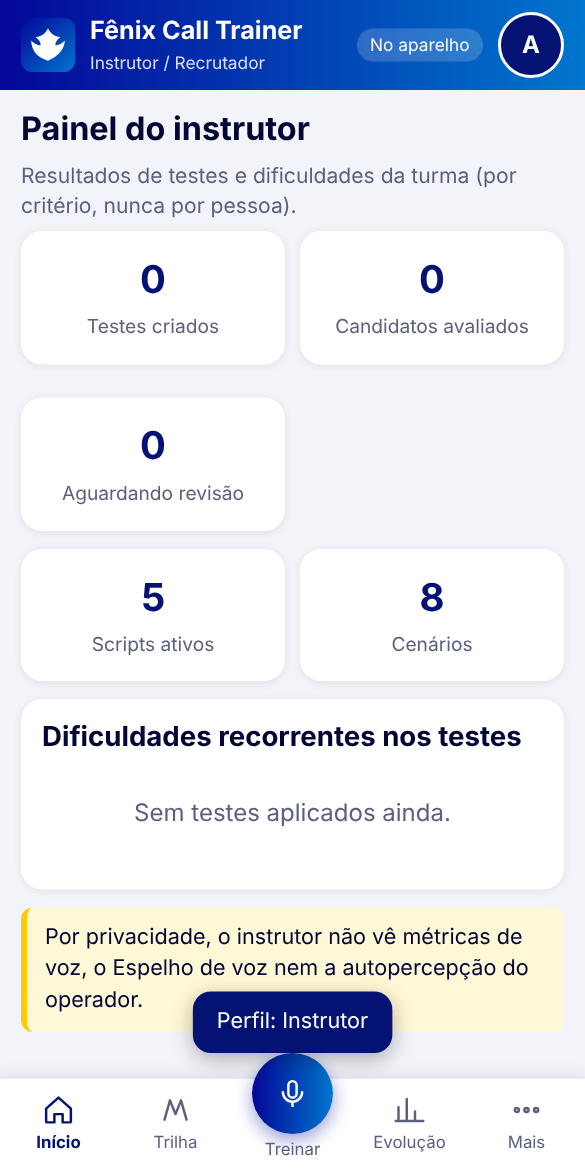 Fênix Call Trainer
Instrutor / Recrutador
No aparelho
A
Painel do instrutor
Resultados de testes e dificuldades da turma (por
critério, nunca por pessoa).
0
Testes criados
0
Candidatos avaliados
0
Aguardando revisão
5
Scripts ativos
8
Cenários
Dificuldades recorrentes nos testes
Sem testes aplicados ainda.
Por privacidade, o instrutor não vê métricas de
voz, o Espelho de voz nem a autopercepção do
operador.
Perfil: Instrutor
Início
Trilha
Treinar
Evolução
Mais